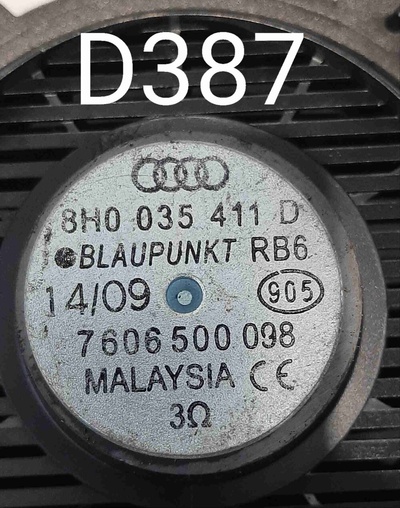 D387
8H0 035 411 D
BLAUPUNKT RB6
14/09 905
7606 500 098
MALAYSIA CE
3Ω